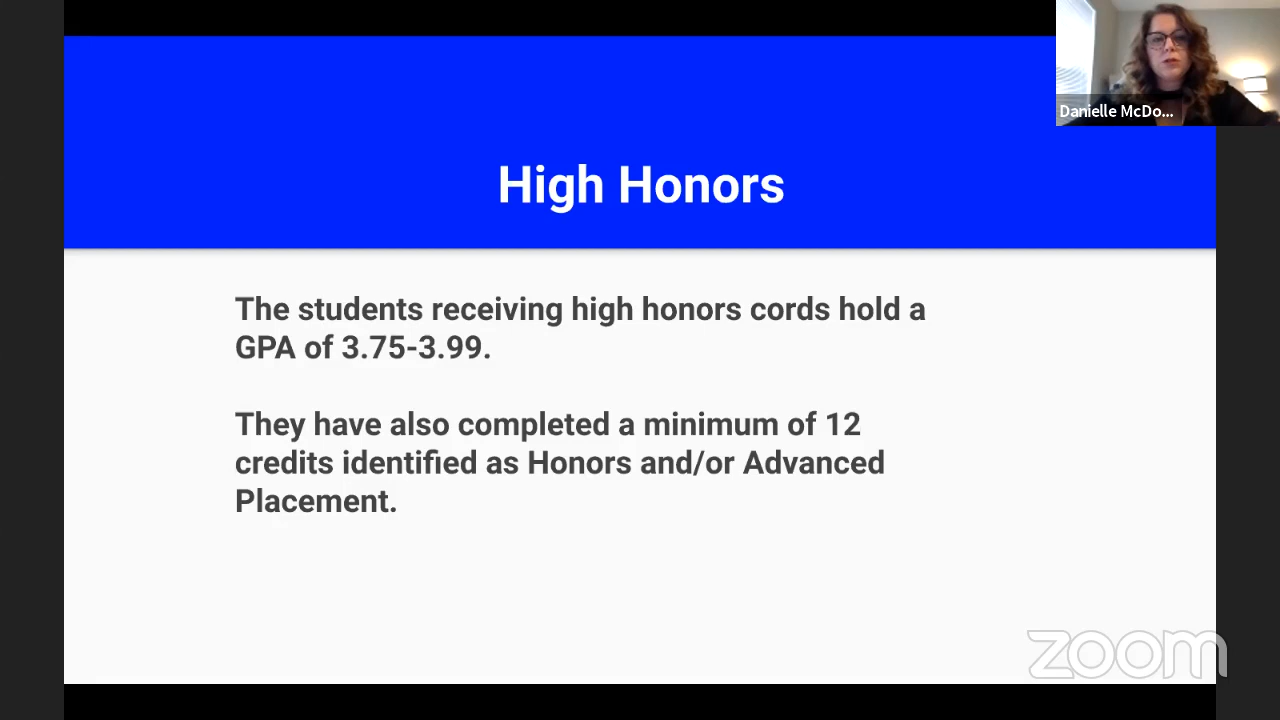 Danielle McDo...
High Honors
The students receiving high honors cords hold a
GPA of 3.75-3.99.
They have also completed a minimum of 12
credits identified as Honors and/or Advanced
Placement.
zoom